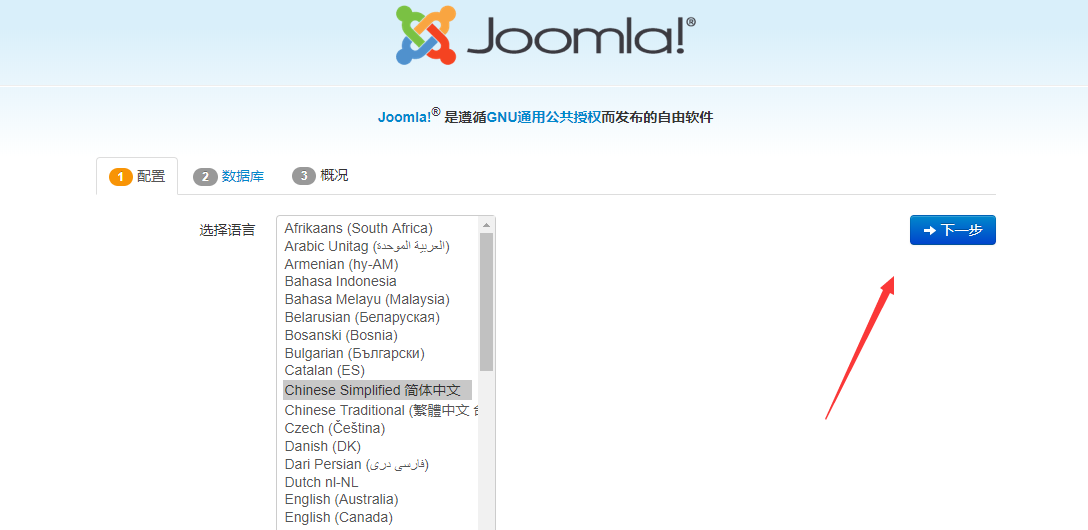 Joomla!®
Joomla!® 是遵循GNU通用公共授权而发布的自由软件
1 配置 2 数据库 3 概况
选择语言
下一步
Afrikaans (South Africa)
Arabic Unitag (العربية الموحدة)
Armenian (hy-AM)
Bahasa Indonesia
Bahasa Melayu (Malaysia)
Belarusian (Беларуская)
Bosanski (Bosnia)
Bulgarian (Български)
Catalan (ES)
Chinese Simplified 简体中文
Chinese Traditional (繁體中文
Czech (Čeština)
Danish (DK)
Dari Persian (فارسی دری)
Dutch nl-NL
English (Australia)
English (Canada)